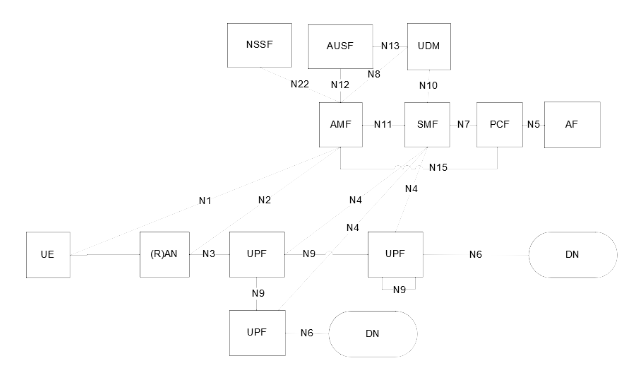 NSSF
AUSF
N13
UDM
N8
N22
N12
N10
AMF
N11
SMF
N7
PCF
N5
AF
N15
N4
N1
N2
N4
N4
UE
(R)AN
N3
UPF
N9
UPF
N6
DN
N9
N9
UPF
N6
DN